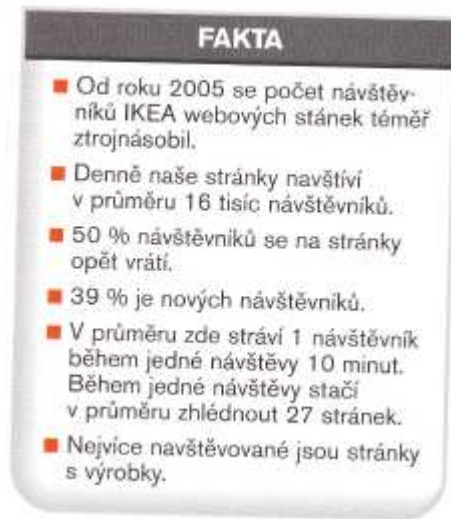 FAKTA
■ Od roku 2005 se počet návštěv-
níků IKEA webových stánek téměř
ztrojnásobil.
■ Denně naše stránky navštíví
v průměru 16 tisíc návštěvníků.
■ 50 % návštěvníků se na stránky
opět vrátí.
■ 39 % je nových návštěvníků.
■ V průměru zde stráví 1 návštěvník
během jedné návštěvy 10 minut.
Během jedné návštěvy stačí
v průměru zhlédnout 27 stránek.
■ Nejvíce navštěvované jsou stránky
s výrobky.